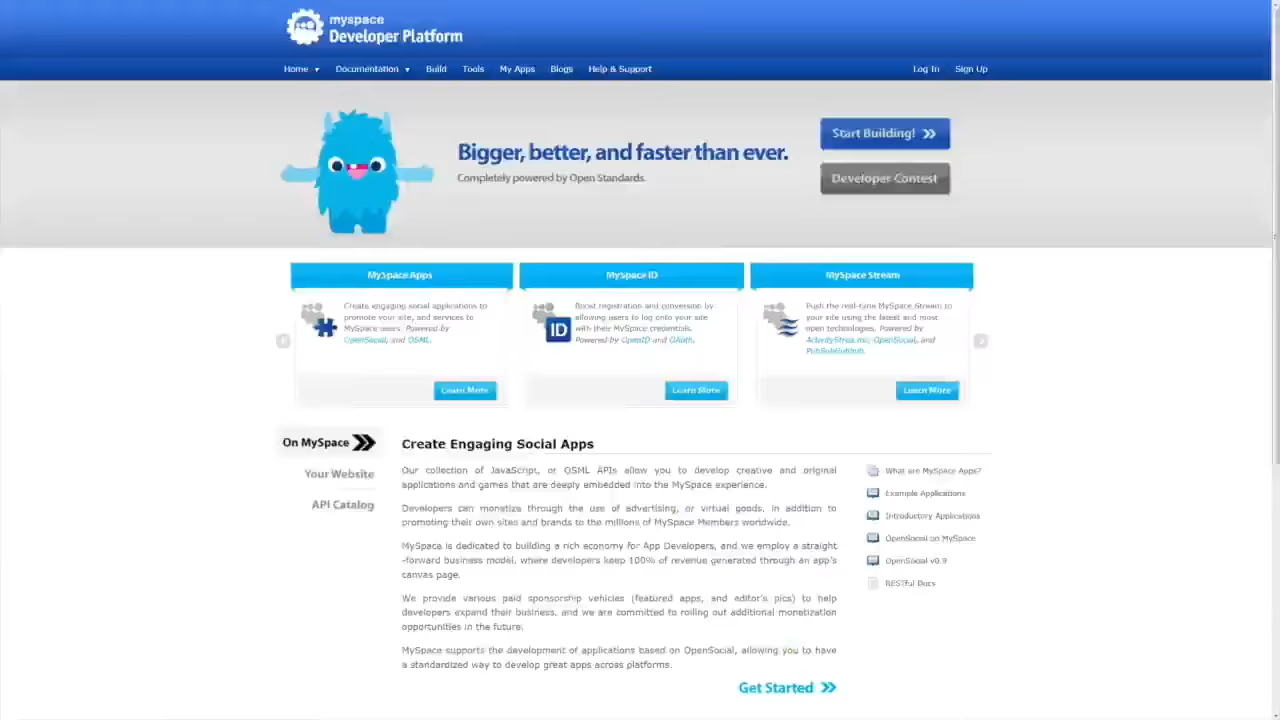 myspace
Developer Platform
Home
Documentation
Build
Tools
My Apps
Blogs
Help & Support
Log In
Sign Up
Bigger, better, and faster than ever.
Completely powered by Open Standards.
Start Building!
Developer Contest
MySpace Apps
Create engaging social applications to
promote your site, and services to
MySpace users. Powered by
OpenSocial, and OSML.
Learn More
MySpace ID
Boost registration and conversion by
allowing users to log onto your site
with their MySpace credentials.
Powered by OpenID and OAuth.
ID
Learn More
MySpace Stream
Push the real-time MySpace Stream to
your site using the latest and most
open technologies. Powered by
ActivityStrea.ms, OpenSocial, and
PubSubHubbub.
Learn More
On MySpace
Your Website
API Catalog
Create Engaging Social Apps
Our collection of JavaScript, or OSML APIs allow you to develop creative and original
applications and games that are deeply embedded into the MySpace experience.
Developers can monetize through the use of advertising, or virtual goods, in addition to
promoting their own sites and brands to the millions of MySpace Members worldwide.
MySpace is dedicated to building a rich economy for App Developers, and we employ a straight
-forward business model, where developers keep 100% of revenue generated through an app's
canvas page.
We provide various paid sponsorship vehicles (featured apps, and editor's pics) to help
developers expand their business, and we are committed to rolling out additional monetization
opportunities in the future.
MySpace supports the development of applications based on OpenSocial, allowing you to have
a standardized way to develop great apps across platforms.
Get Started
What are MySpace Apps?
Example Applications
Introductory Applications
OpenSocial on MySpace
OpenSocial v0.9
RESTful Docs